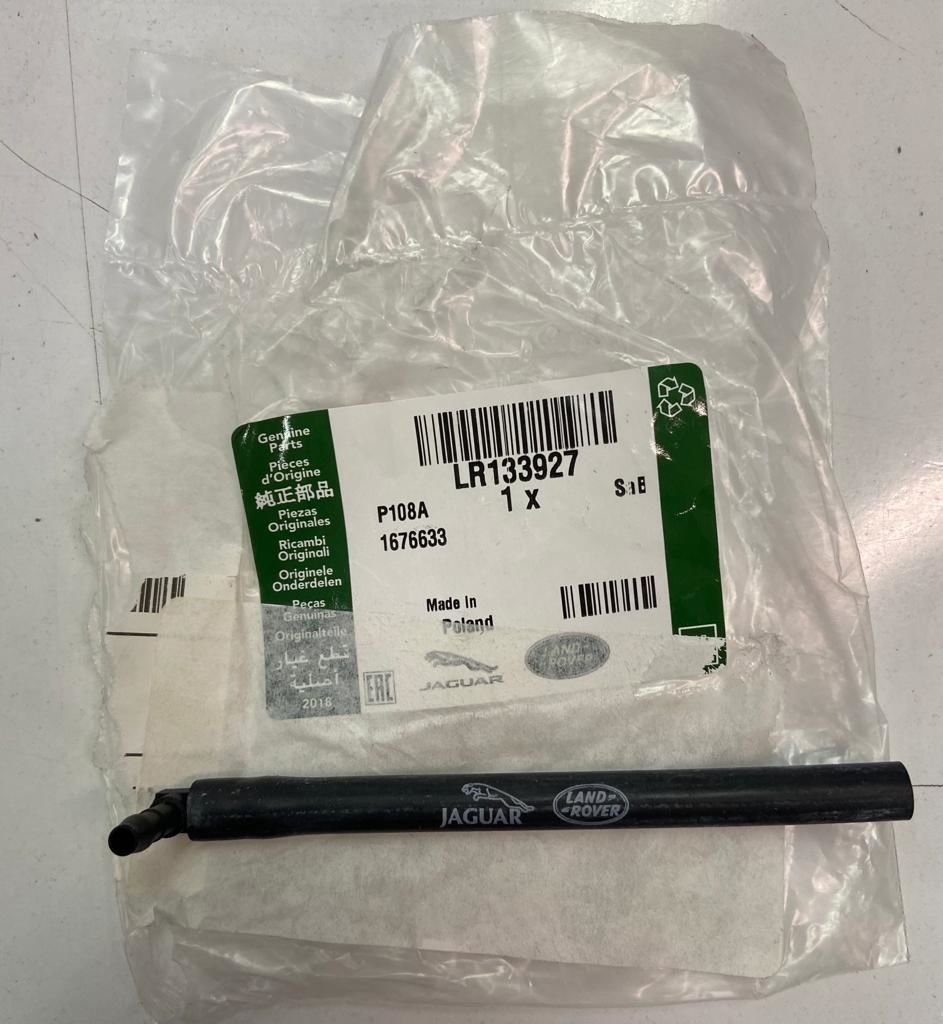 Genuine
Parts
Pièces
d'Origine
純正部品
Piezas
Originales
Ricambi
Originali
Originele
Onderdelen
Peças
Genuínas
Originalteile
قطع غيار
أصلية
2018
LR133927
1 x
P108A
1676633
Made in
Poland
EAC
JAGUAR
LAND
ROVER
JAGUAR
LAND
ROVER